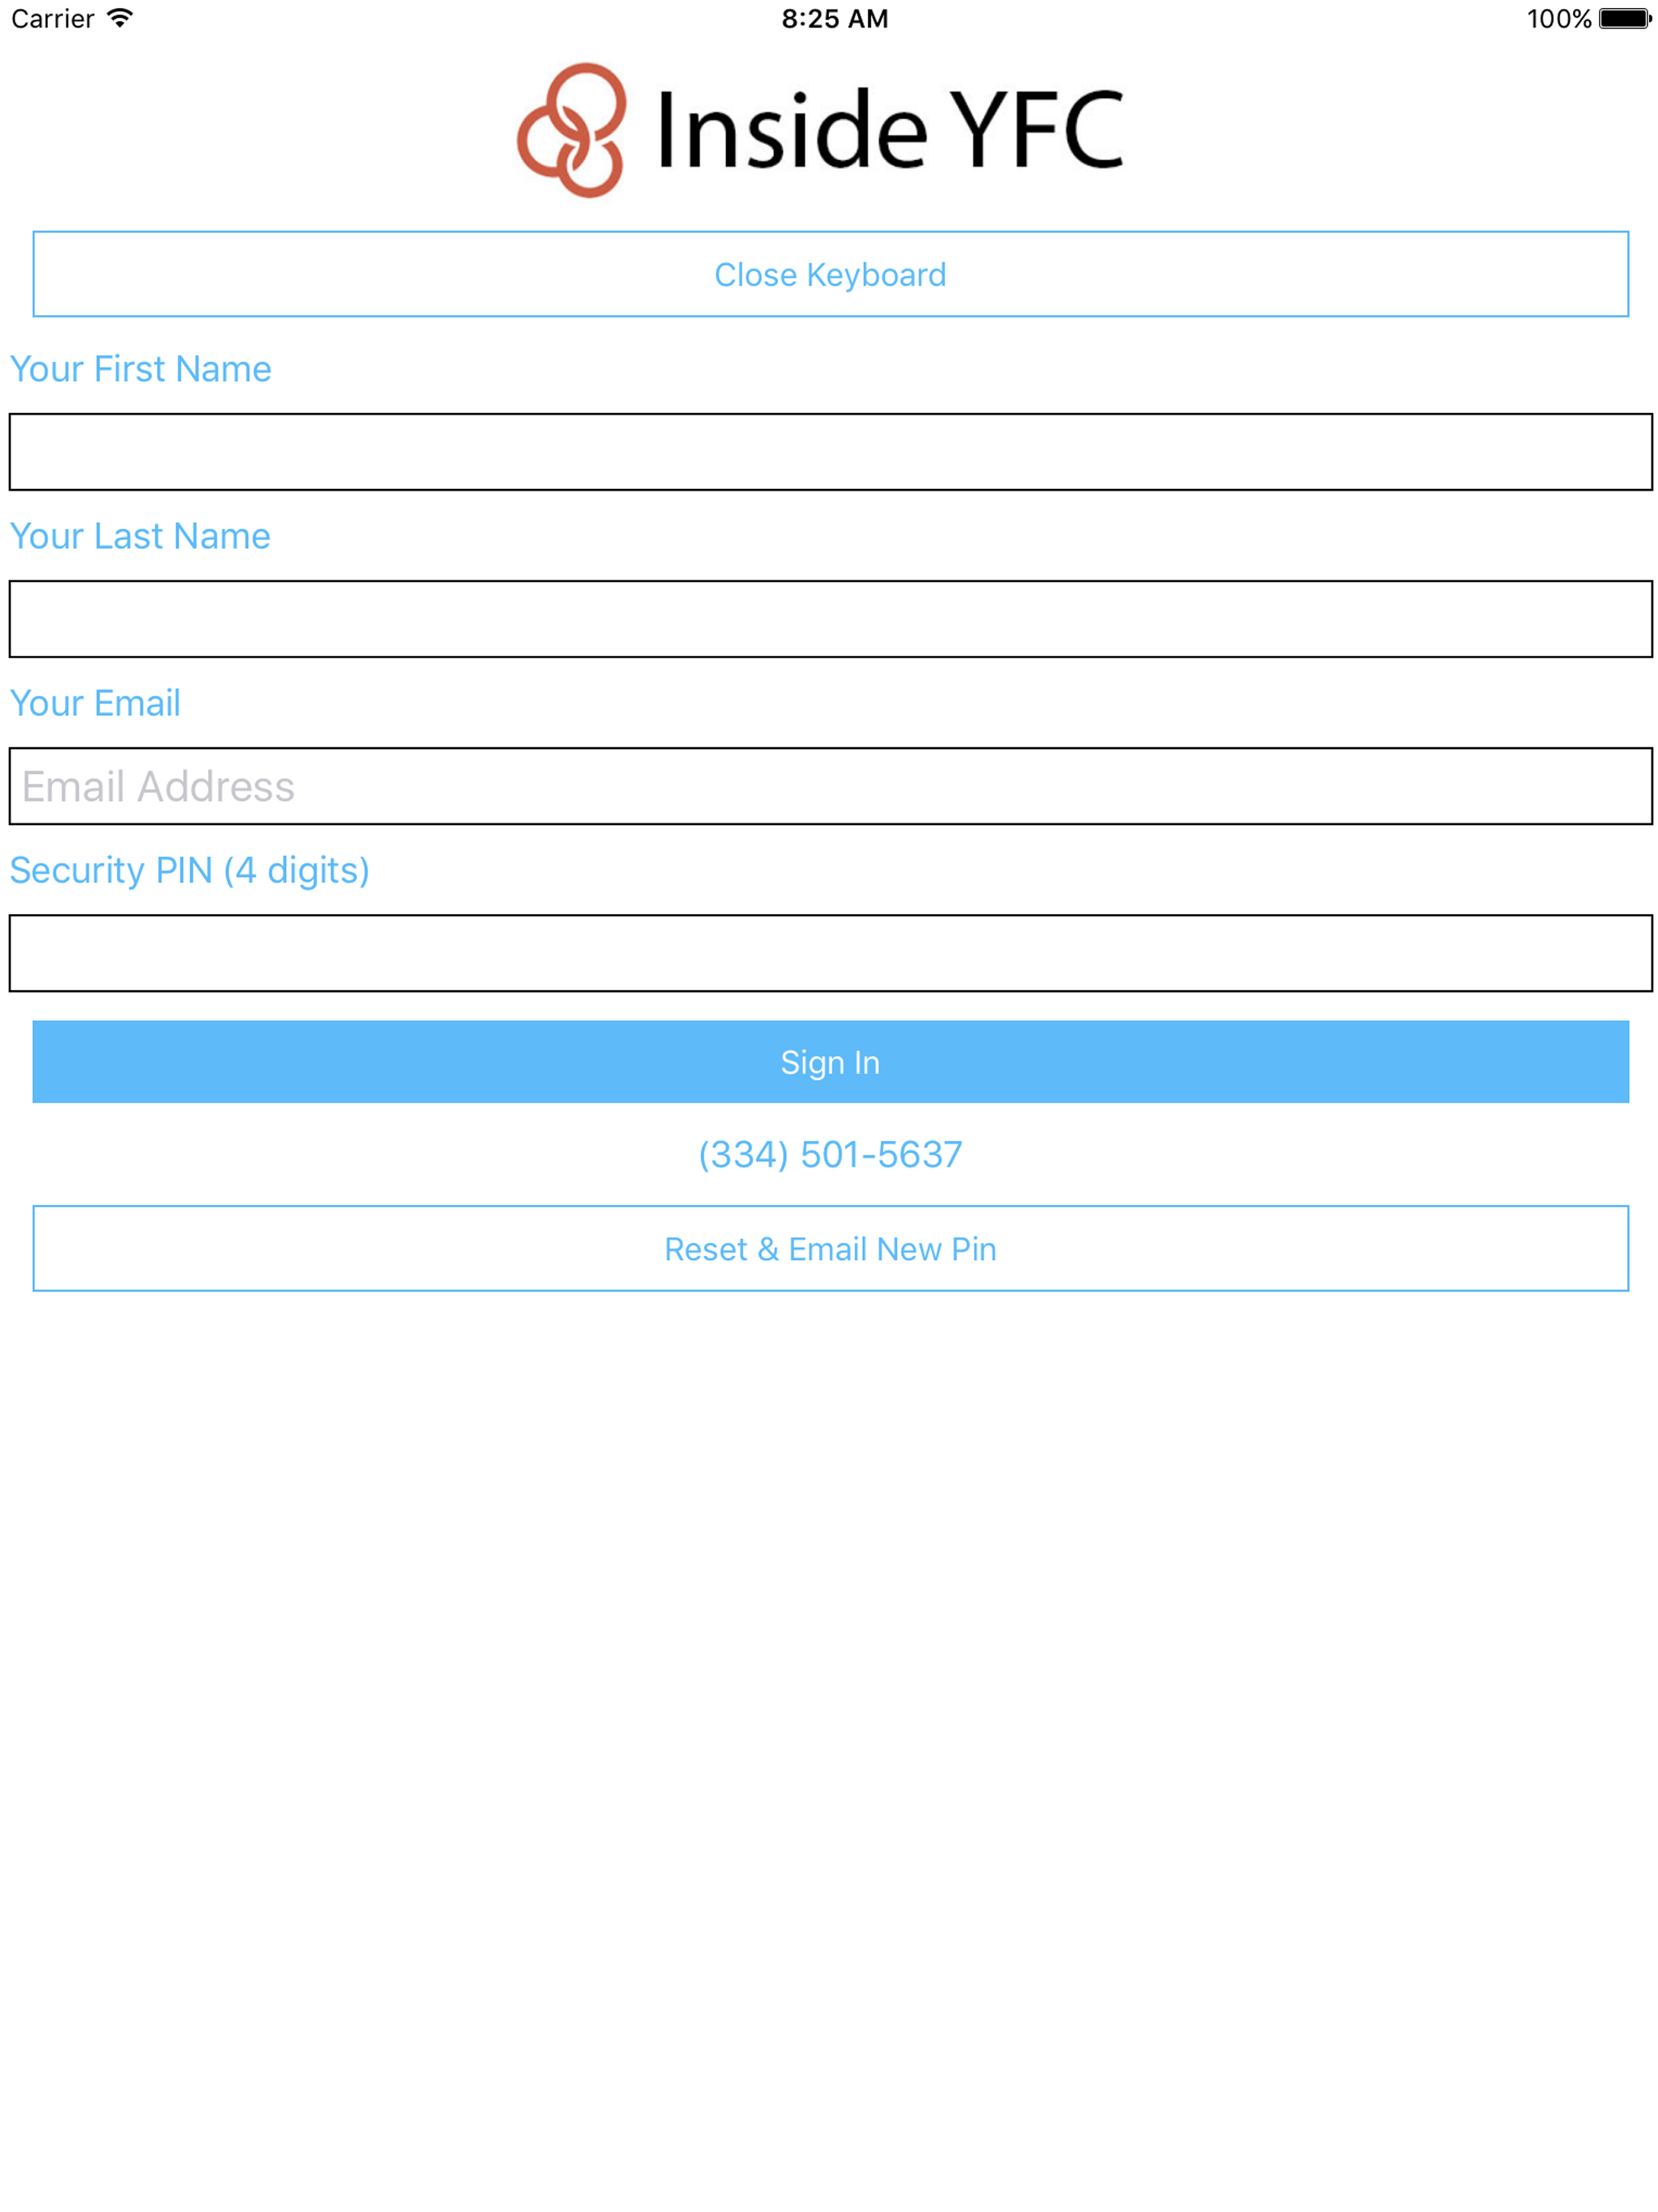 Carrier 8:25 AM 100%
Inside YFC
Close Keyboard
Your First Name
Your Last Name
Your Email
Email Address
Security PIN (4 digits)
Sign In
(334) 501-5637
Reset & Email New Pin